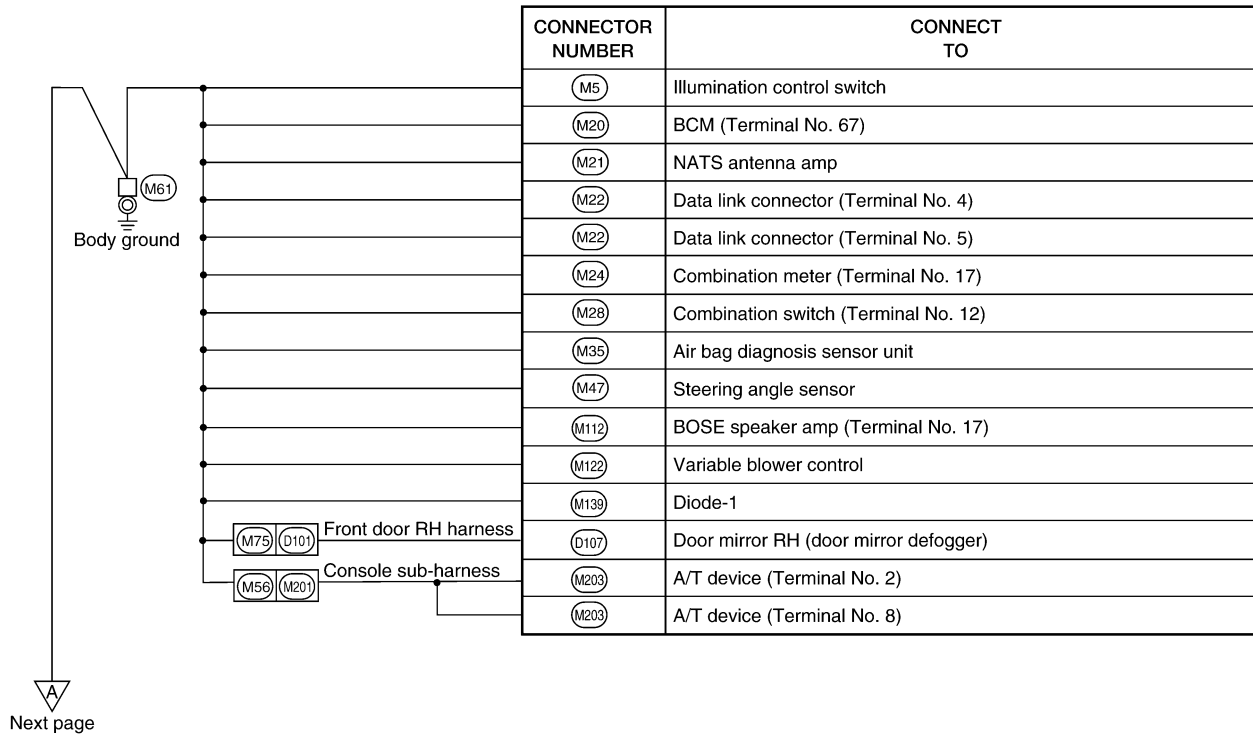 CONNECTOR NUMBER
CONNECT TO
M5 Illumination control switch
M20 BCM (Terminal No. 67)
M21 NATS antenna amp
M61
M22 Data link connector (Terminal No. 4)
Body ground
M22 Data link connector (Terminal No. 5)
M24 Combination meter (Terminal No. 17)
M28 Combination switch (Terminal No. 12)
M35 Air bag diagnosis sensor unit
M47 Steering angle sensor
M112 BOSE speaker amp (Terminal No. 17)
M122 Variable blower control
M139 Diode-1
M75 D101 Front door RH harness D107 Door mirror RH (door mirror defogger)
M56 M201 Console sub-harness M203 A/T device (Terminal No. 2)
M203 A/T device (Terminal No. 8)
A
Next page